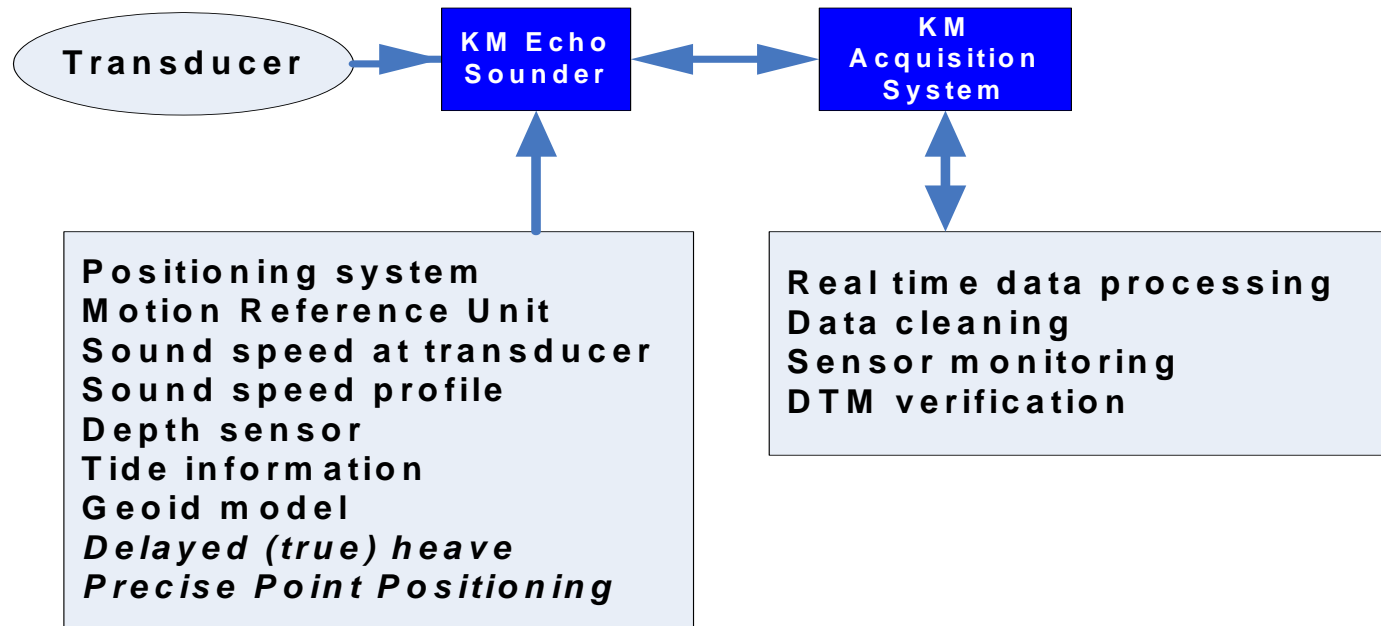 Transducer
KM Echo
Sounder
KM
Acquisition
System
Positioning system
Motion Reference Unit
Sound speed at transducer
Sound speed profile
Depth sensor
Tide information
Geoid model
Delayed (true) heave
Precise Point Positioning
Real time data processing
Data cleaning
Sensor monitoring
DTM verification